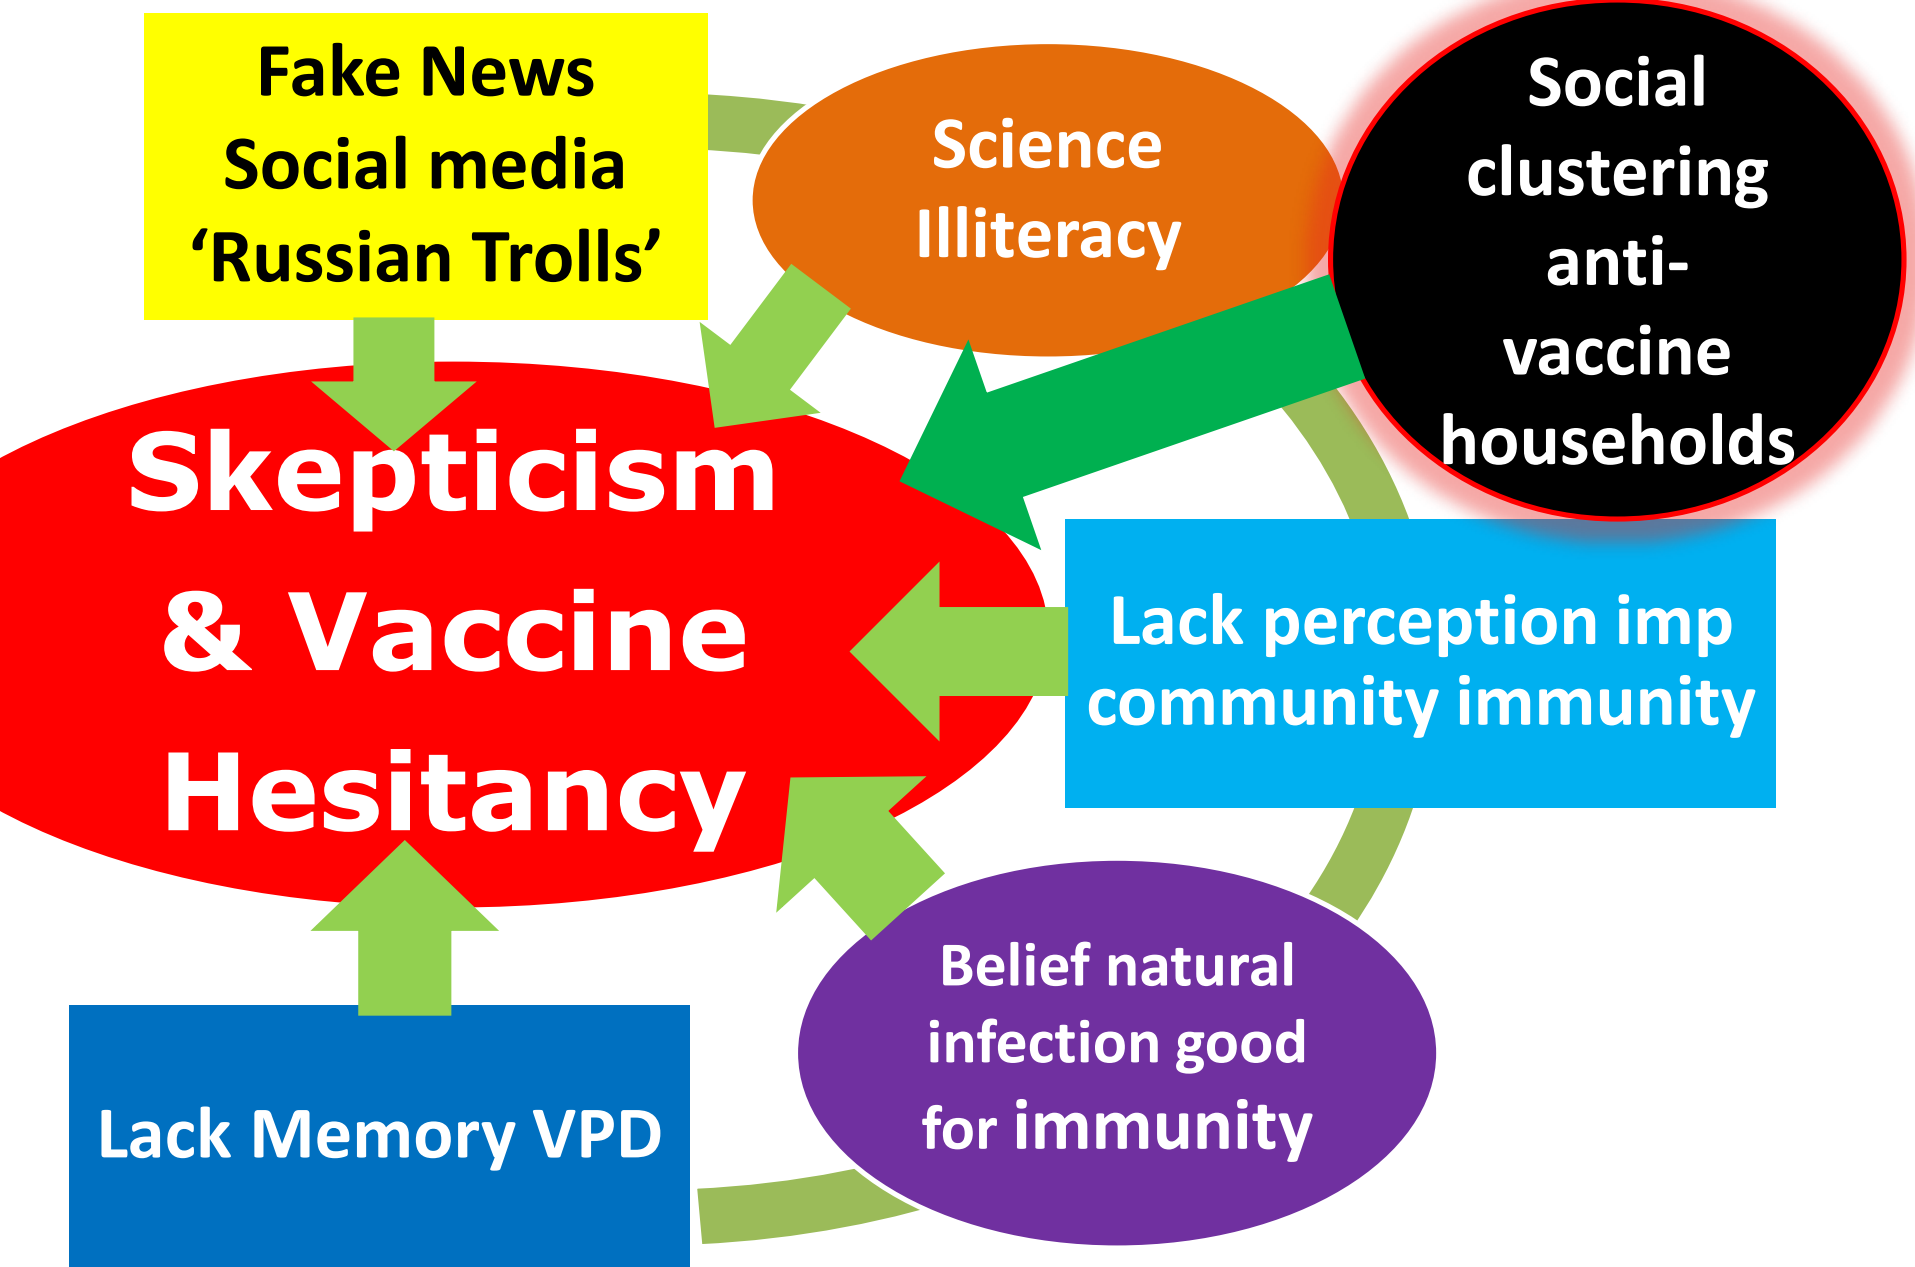 Fake News
Social media
‘Russian Trolls’
Science
Illiteracy
Social
clustering
anti-
vaccine
households
Skepticism
& Vaccine
Hesitancy
Lack perception imp
community immunity
Belief natural
infection good
for immunity
Lack Memory VPD